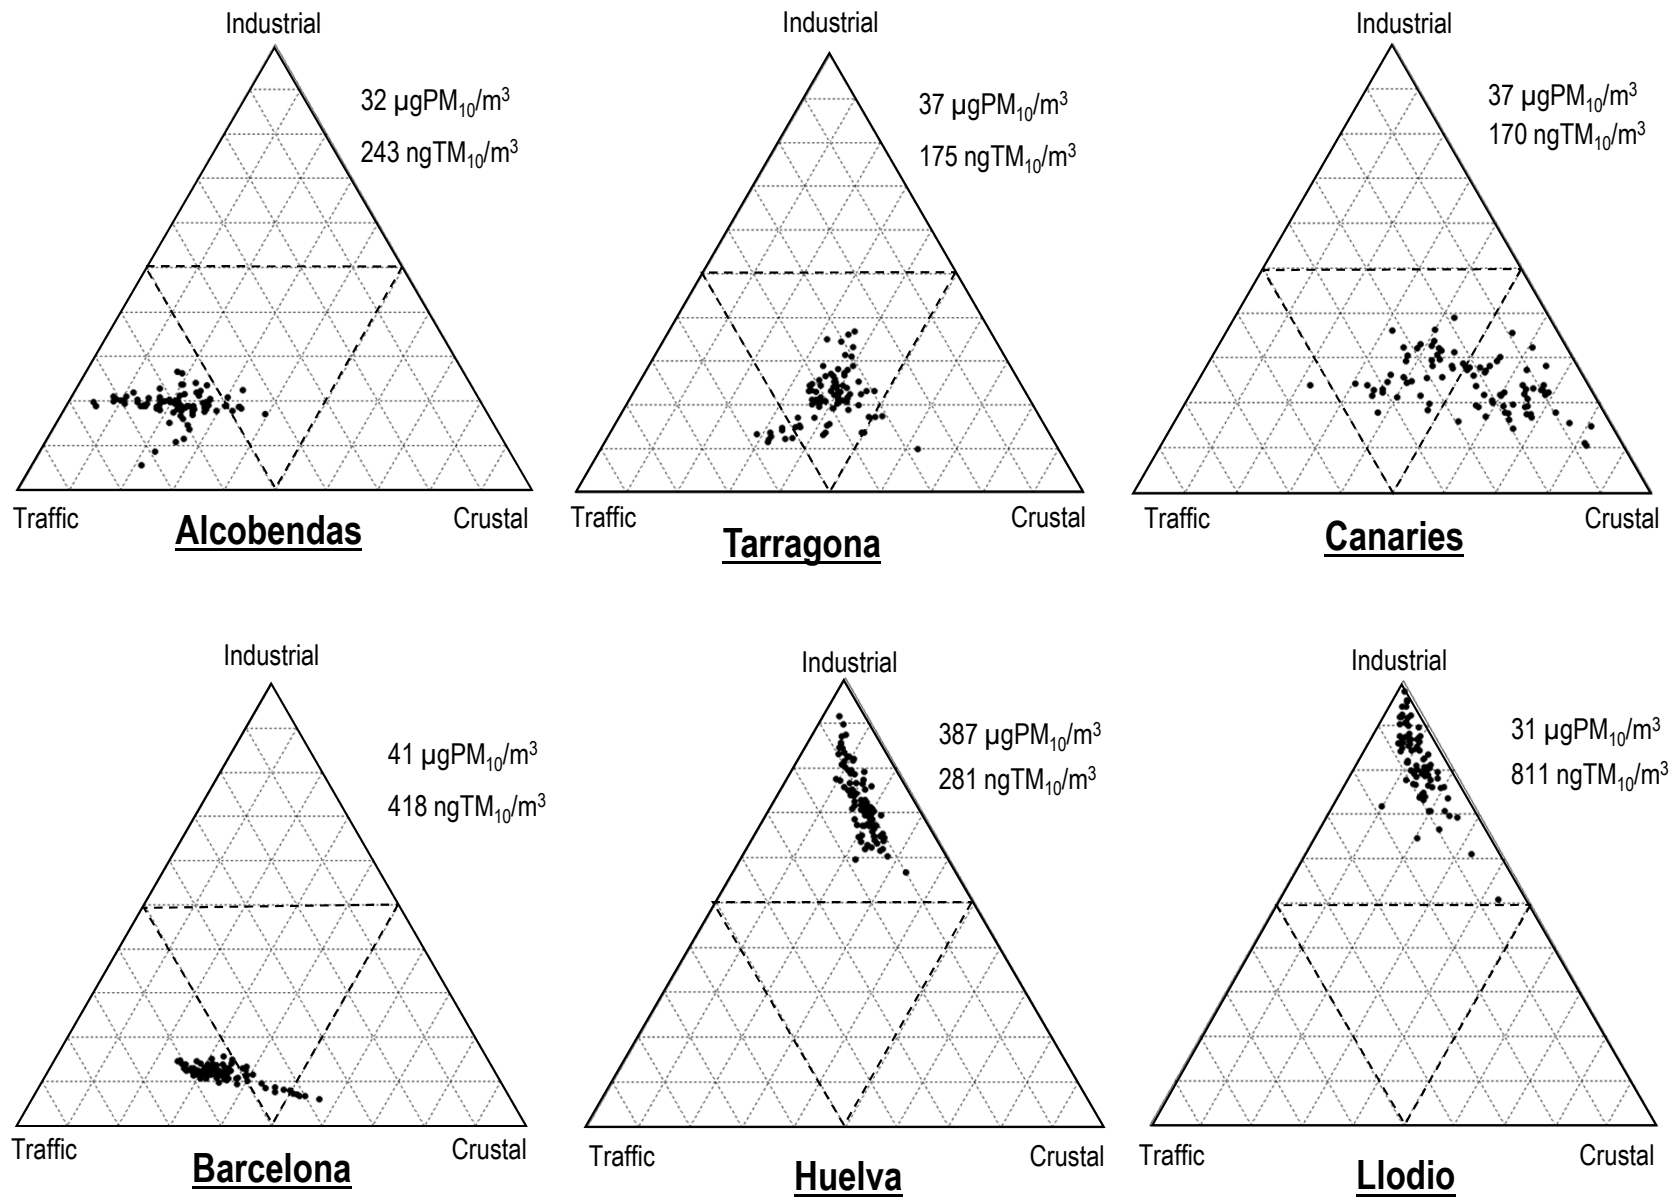 Industrial
32 µgPM₁₀/m³
243 ngTM₁₀/m³
Traffic
Crustal
Alcobendas
Industrial
37 µgPM₁₀/m³
175 ngTM₁₀/m³
Traffic
Crustal
Tarragona
Industrial
37 µgPM₁₀/m³
170 ngTM₁₀/m³
Traffic
Crustal
Canaries
Industrial
41 µgPM₁₀/m³
418 ngTM₁₀/m³
Traffic
Crustal
Barcelona
Industrial
387 µgPM₁₀/m³
281 ngTM₁₀/m³
Traffic
Crustal
Huelva
Industrial
31 µgPM₁₀/m³
811 ngTM₁₀/m³
Traffic
Crustal
Llodio